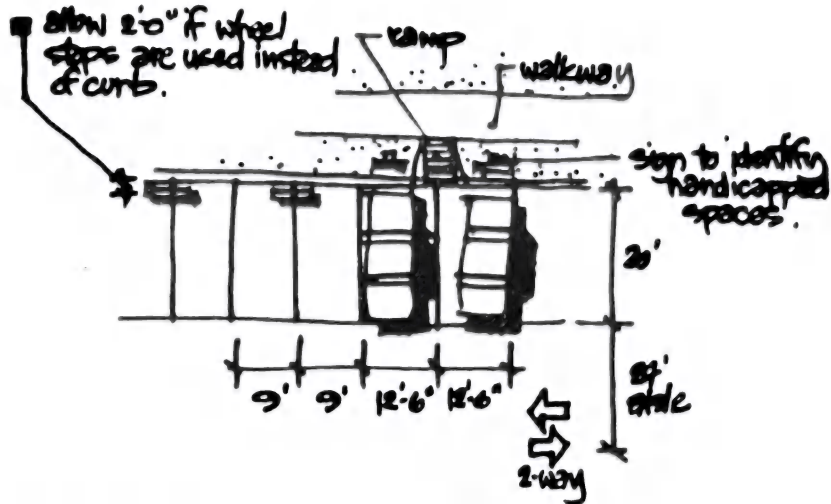 allow 2'0" if wheel
stops are used instead
of curb.
ramp
walkway
sign to identify
handicapped
spaces.
20'
9'
9'
12'-6"
12'-6"
aisle
2-way